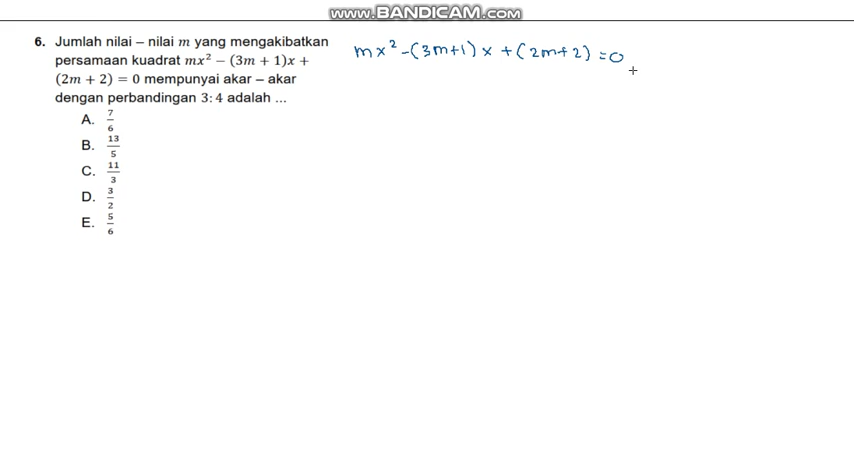 www.BANDICAM.com
6. Jumlah nilai – nilai m yang mengakibatkan
persamaan kuadrat mx² − (3m + 1)x +
(2m + 2) = 0 mempunyai akar – akar
dengan perbandingan 3: 4 adalah ...
A. 7/6
B. 13/5
C. 11/3
D. 3/2
E. 5/6
mx² -(3m+1) x + (2m+2) =0